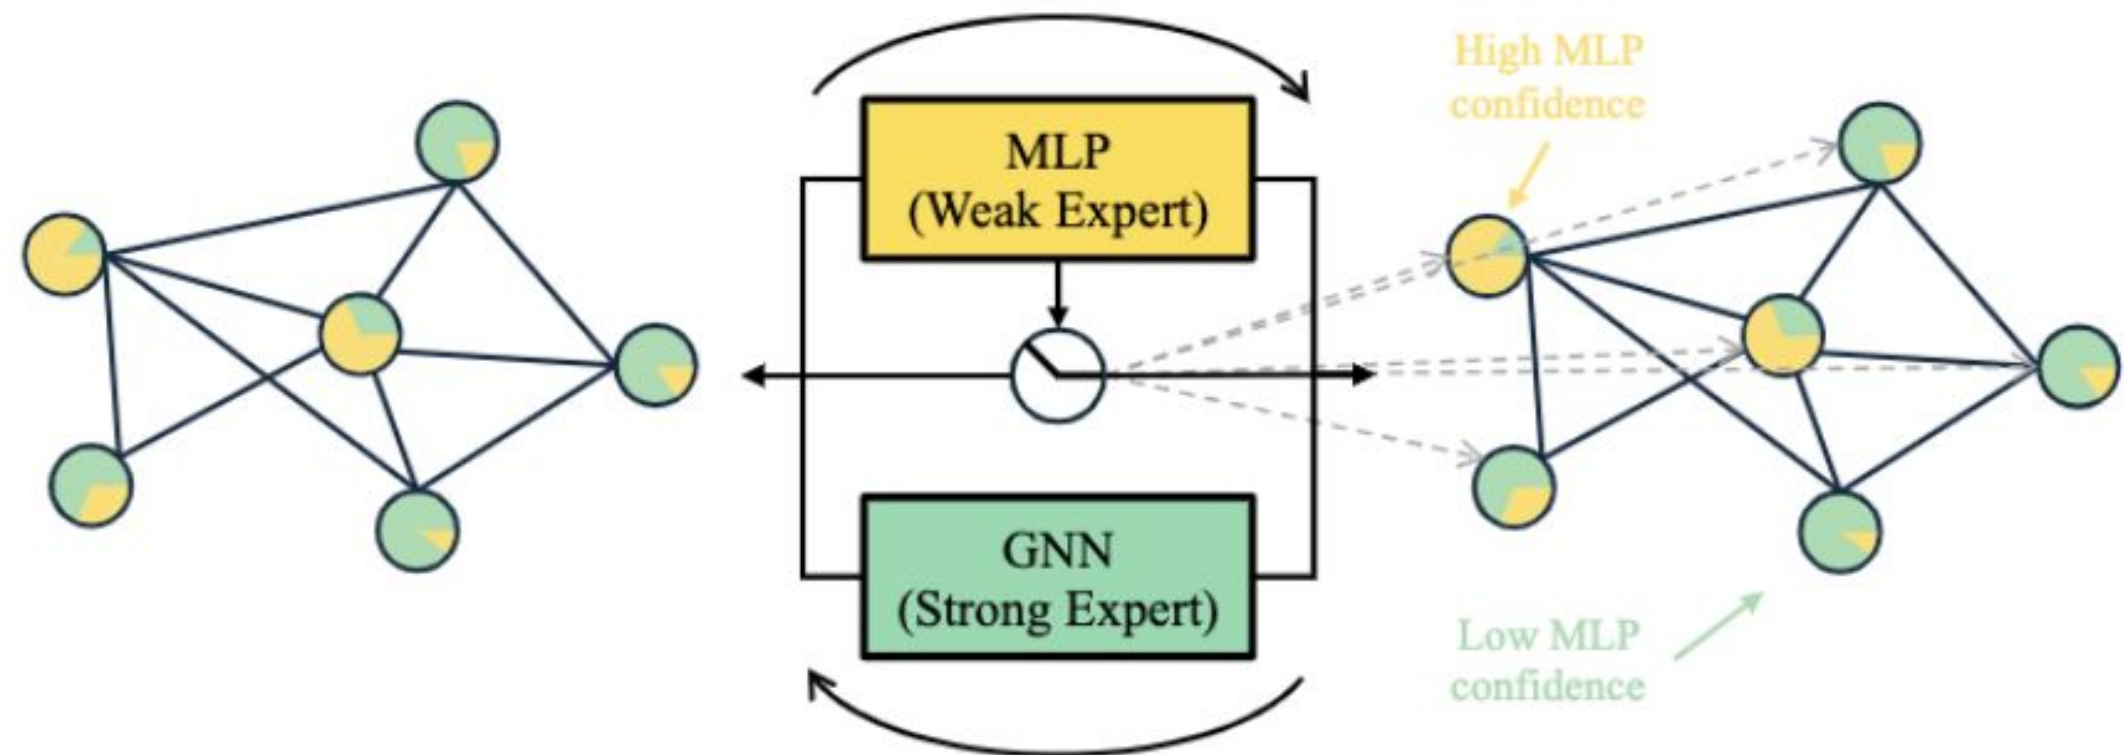 High MLP
confidence
MLP
(Weak Expert)
GNN
(Strong Expert)
Low MLP
confidence